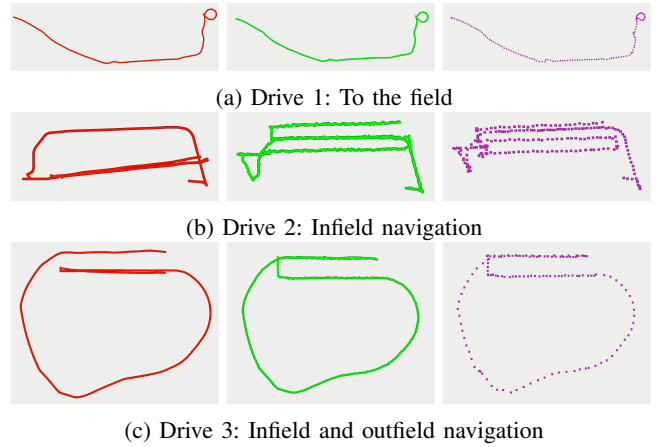 (a) Drive 1: To the field
(b) Drive 2: Infield navigation
(c) Drive 3: Infield and outfield navigation